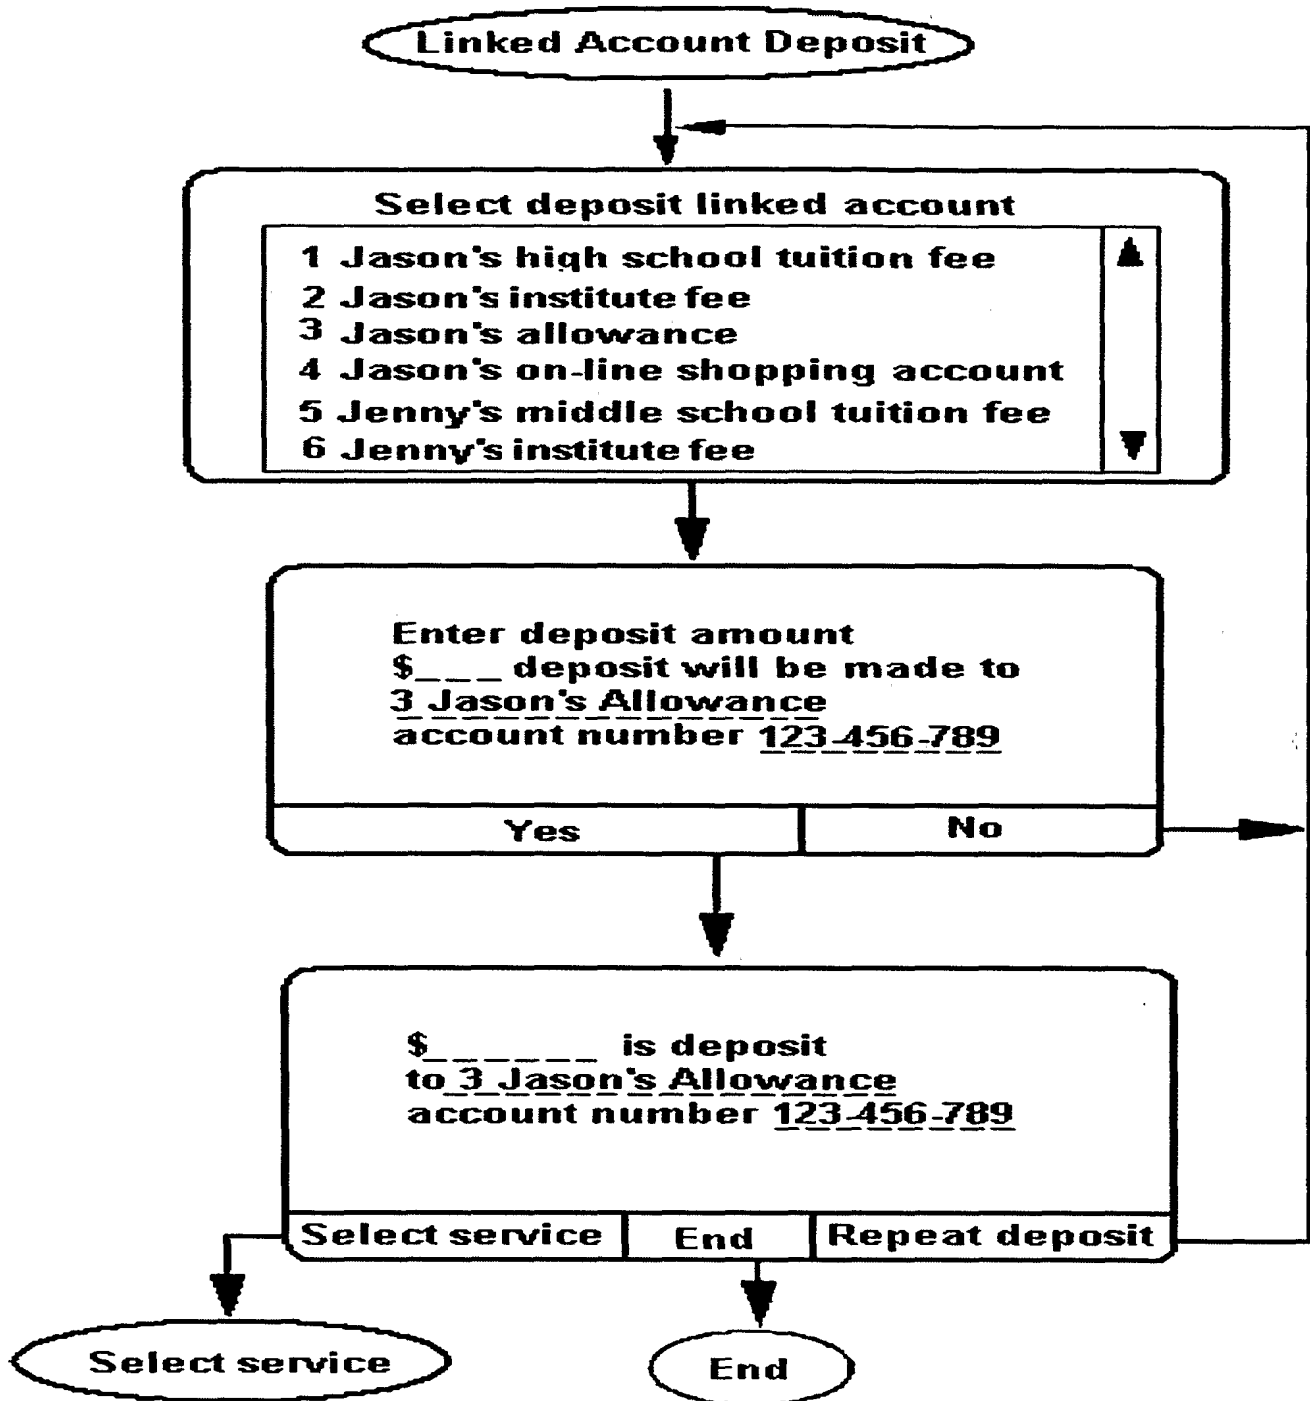 Linked Account Deposit
Select deposit linked account
1 Jason's high school tuition fee
2 Jason's institute fee
3 Jason's allowance
4 Jason's on-line shopping account
5 Jenny's middle school tuition fee
6 Jenny's institute fee
Enter deposit amount
$_ _ _ deposit will be made to
3 Jason's Allowance
account number 123-456-789
Yes
No
$_ _ _ _ _ _ is deposit
to 3 Jason's Allowance
account number 123-456-789
Select service
End
Repeat deposit
Select service
End